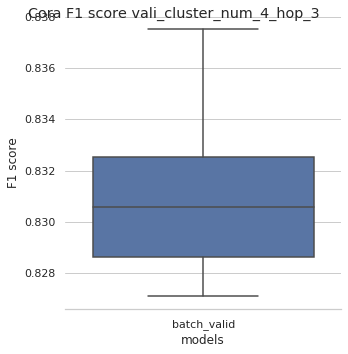 Cora F1 score vali_cluster_num_4_hop_3
0.838
0.836
0.834
0.832
0.830
0.828
F1 score
batch_valid
models